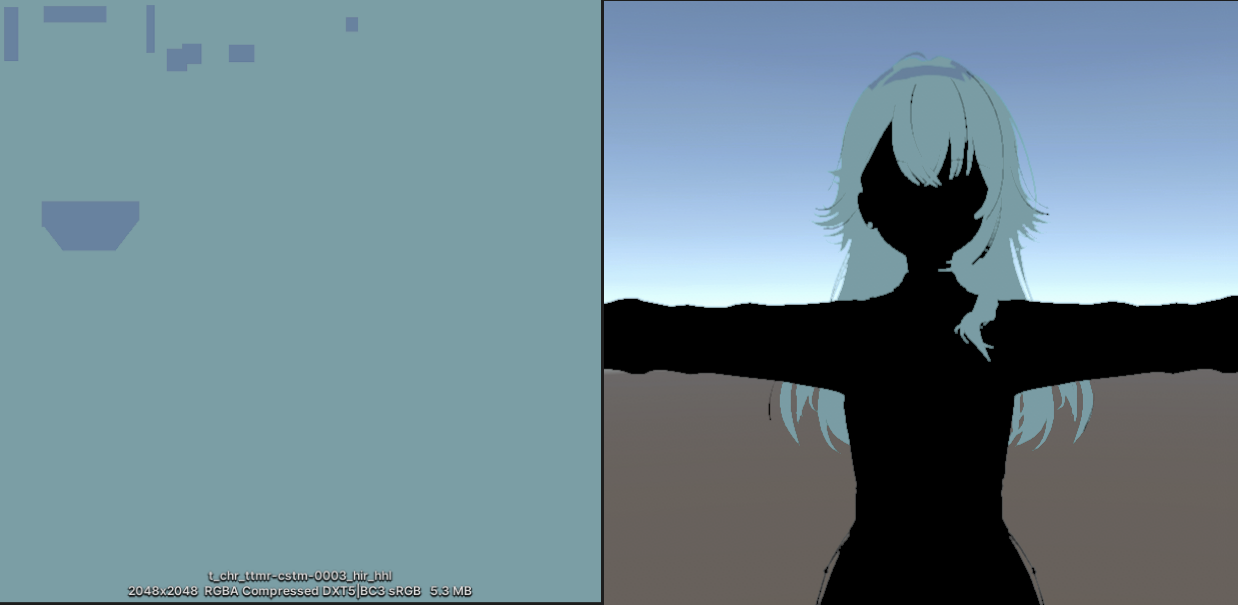 t_chr_ttmr-cstm-0003_hir_hhl
2048x2048 RGBA Compressed DXT5|BC3 sRGB 5.3 MB